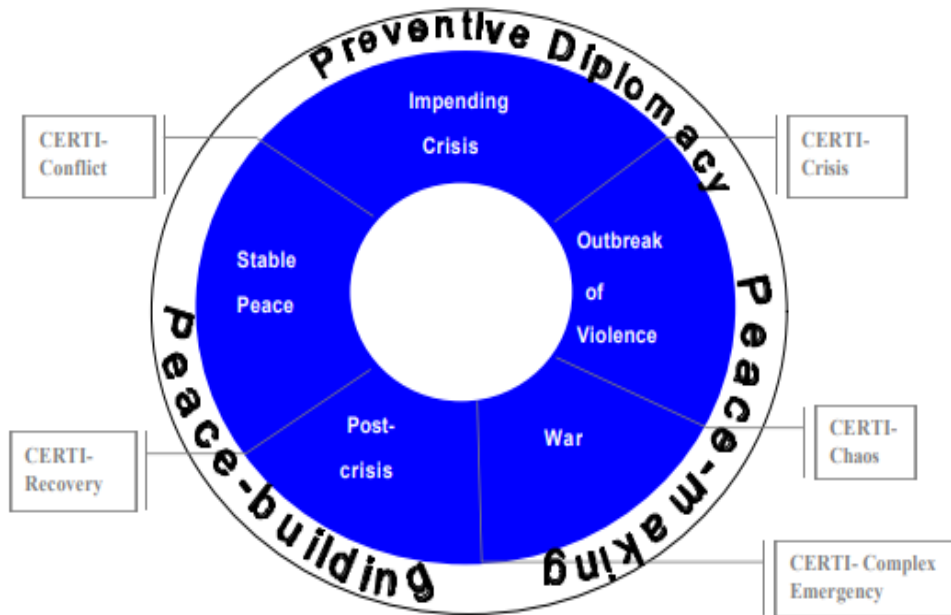 Preventive Diplomacy
Impending
Crisis
CERTI-
Conflict
CERTI-
Crisis
Stable
Peace
Outbreak
of
Violence
Peace-making
Peace-building
Post-
crisis
War
CERTI-
Chaos
CERTI-
Recovery
CERTI- Complex
Emergency